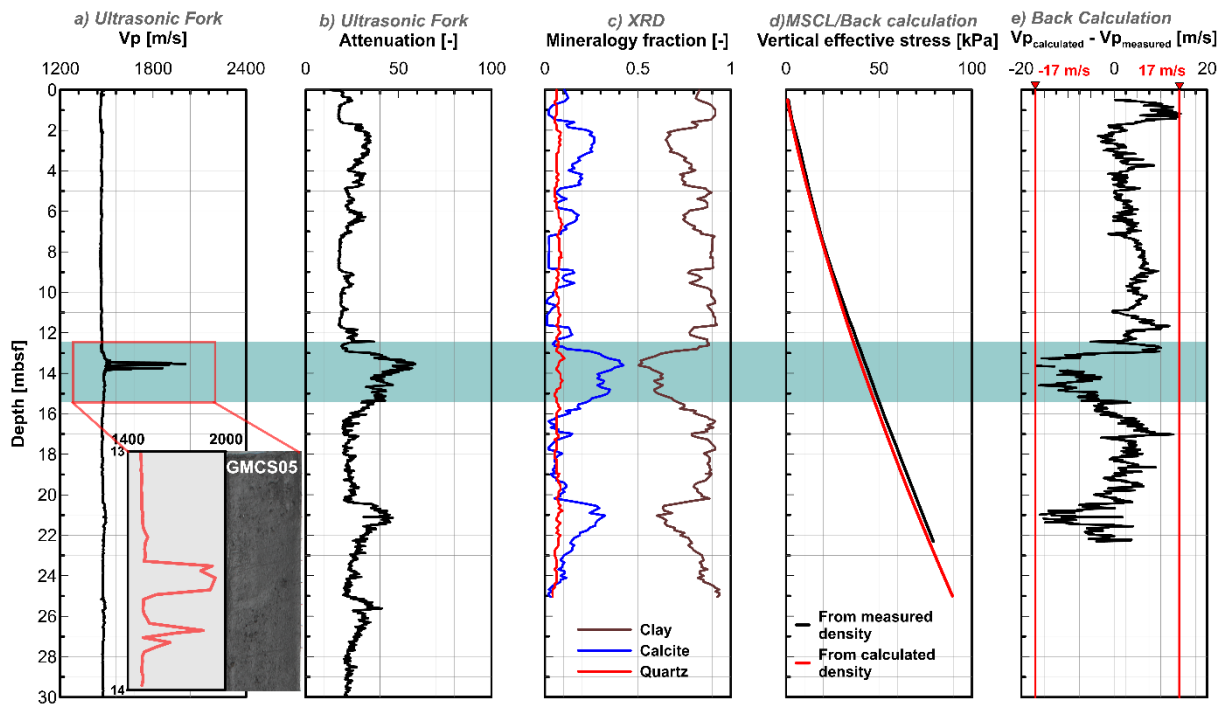 a) Ultrasonic Fork
Vp [m/s]
1200 1800 2400
b) Ultrasonic Fork
Attenuation [-]
0 50 100
c) XRD
Mineralogy fraction [-]
0 0.5 1
d)MSCL/Back calculation
Vertical effective stress [kPa]
0 50 100
e) Back Calculation
Vpcalculated - Vpmeasured [m/s]
-20 -17 m/s 0 17 m/s 20
Depth [mbsf]
0
2
4
6
8
10
12
14
16
18
20
22
24
26
28
30
1400 2000
13
14
GMCS05
Clay
Calcite
Quartz
From measured
density
From calculated
density